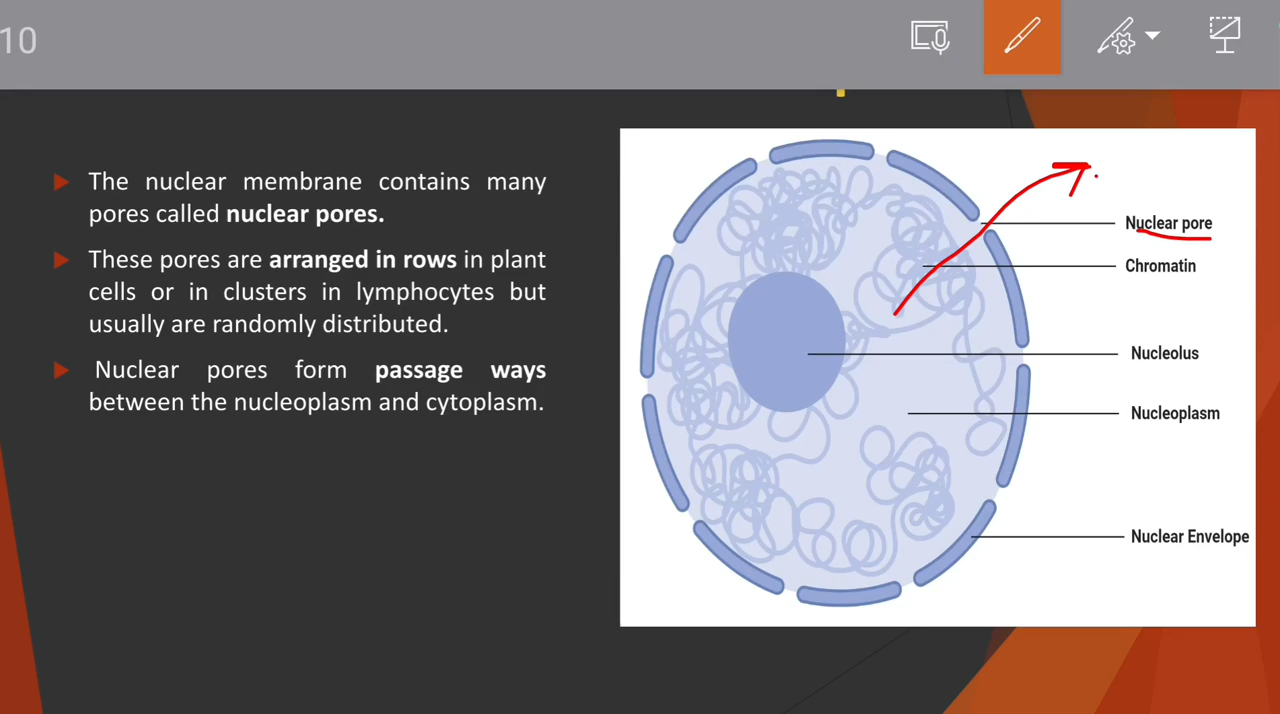 10
The nuclear membrane contains many
pores called nuclear pores.
These pores are arranged in rows in plant
cells or in clusters in lymphocytes but
usually are randomly distributed.
Nuclear pores form passage ways
between the nucleoplasm and cytoplasm.
Nuclear pore
Chromatin
Nucleolus
Nucleoplasm
Nuclear Envelope